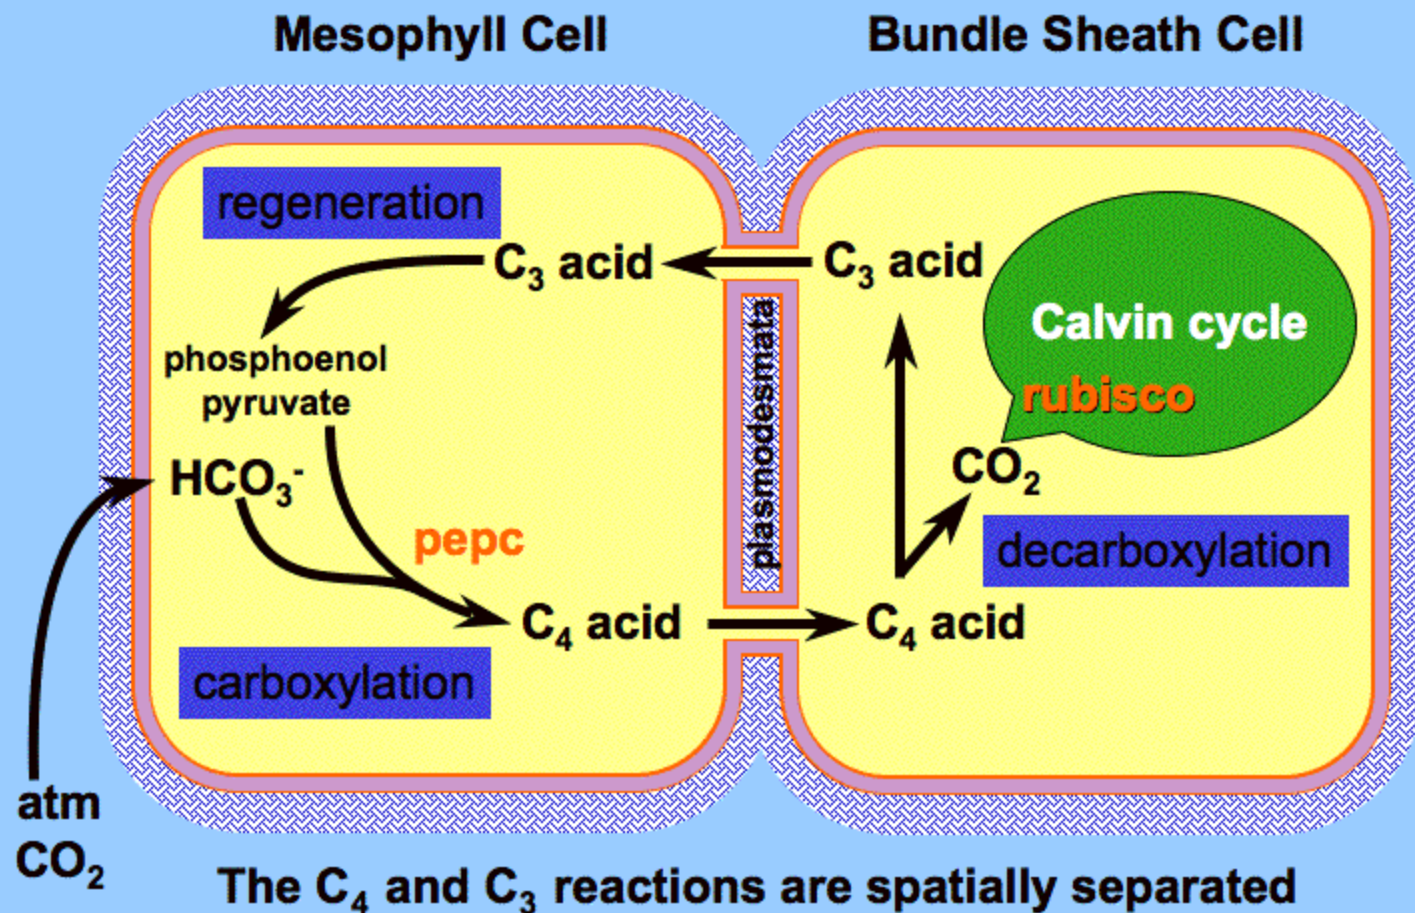 Mesophyll Cell
Bundle Sheath Cell
regeneration
C₃ acid
C₃ acid
phosphoenol
pyruvate
HCO₃⁻
pepc
C₄ acid
carboxylation
plasmodesmata
Calvin cycle
rubisco
CO₂
decarboxylation
C₄ acid
atm
CO₂
The C₄ and C₃ reactions are spatially separated